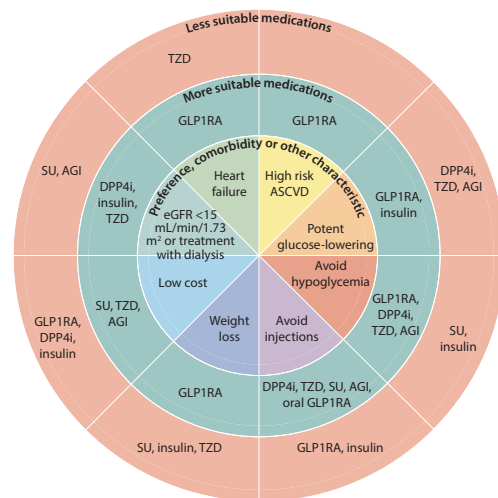 Less suitable medications
TZD
More suitable medications
GLP1RA
GLP1RA
Preference, comorbidity or other characteristic
Heart
failure
High risk
ASCVD
SU, AGI
DPP4i,
insulin,
TZD
eGFR <15
mL/min/1.73
m² or treatment
with dialysis
Potent
glucose-lowering
GLP1RA,
insulin
DPP4i,
TZD, AGI
Low cost
Avoid
hypoglycemia
SU, TZD,
AGI
GLP1RA,
DPP4i,
insulin
GLP1RA,
DPP4i,
TZD, AGI
SU,
insulin
Weight
loss
Avoid
injections
GLP1RA
DPP4i, TZD, SU, AGI,
oral GLP1RA
SU, insulin, TZD
GLP1RA, insulin